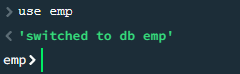 > use emp
< 'switched to db emp'
emp>